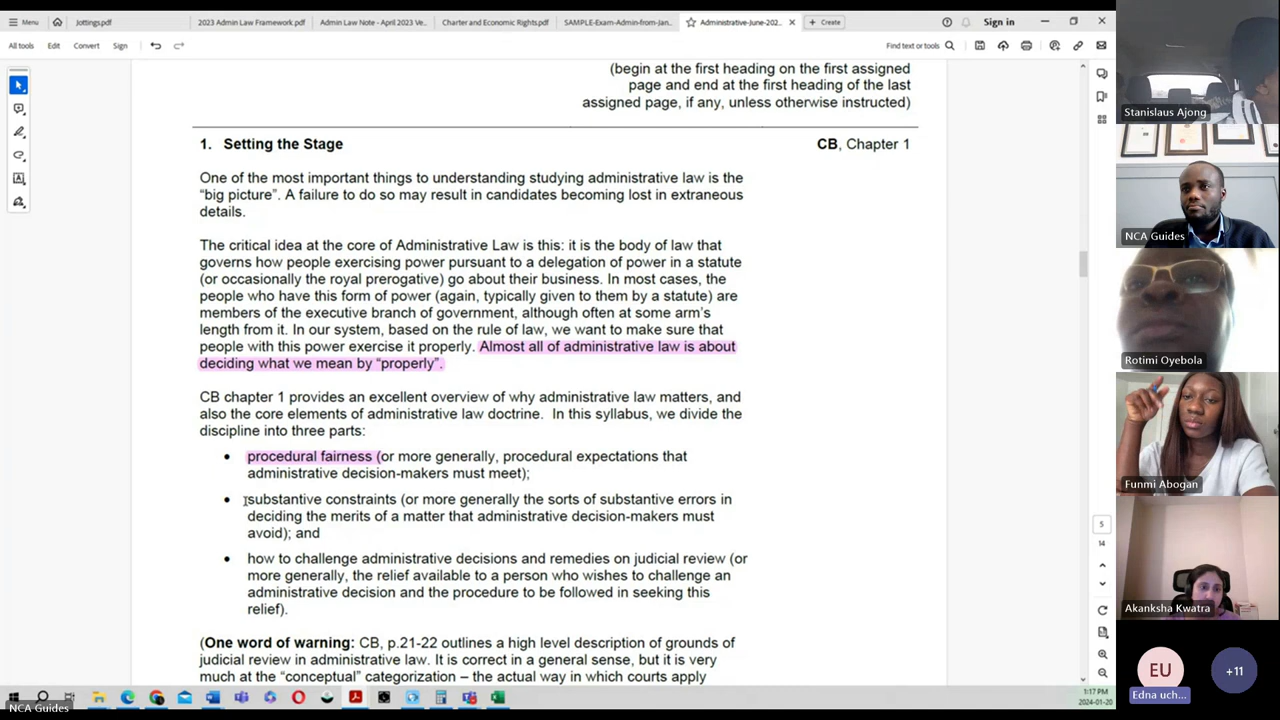 Menu
Jottings.pdf
2023 Admin Law Framework.pdf
Admin Law Note - April 2023 Ve...
Charter and Economic Rights.pdf
SAMPLE-Exam-Admin-from-Jan...
Administrative-June-202...
Create
Sign in
All tools
Edit
Convert
Sign
Find text or tools
(begin at the first heading on the first assigned
page and end at the first heading of the last
assigned page, if any, unless otherwise instructed)
1. Setting the Stage
CB, Chapter 1
One of the most important things to understanding studying administrative law is the
“big picture”. A failure to do so may result in candidates becoming lost in extraneous
details.
The critical idea at the core of Administrative Law is this: it is the body of law that
governs how people exercising power pursuant to a delegation of power in a statute
(or occasionally the royal prerogative) go about their business. In most cases, the
people who have this form of power (again, typically given to them by a statute) are
members of the executive branch of government, although often at some arm's
length from it. In our system, based on the rule of law, we want to make sure that
people with this power exercise it properly. Almost all of administrative law is about
deciding what we mean by “properly”.
CB chapter 1 provides an excellent overview of why administrative law matters, and
also the core elements of administrative law doctrine. In this syllabus, we divide the
discipline into three parts:
• procedural fairness (or more generally, procedural expectations that
administrative decision-makers must meet);
• substantive constraints (or more generally the sorts of substantive errors in
deciding the merits of a matter that administrative decision-makers must
avoid); and
• how to challenge administrative decisions and remedies on judicial review (or
more generally, the relief available to a person who wishes to challenge an
administrative decision and the procedure to be followed in seeking this
relief).
(One word of warning: CB, p.21-22 outlines a high level description of grounds of
judicial review in administrative law. It is correct in a general sense, but it is very
much at the “conceptual” categorization – the actual way in which courts apply
5
14
1:17 PM
2024-01-20
NCA Guides
Stanislaus Ajong
NCA Guides
Rotimi Oyebola
Funmi Abogan
Akanksha Kwatra
EU
Edna uch...
+11